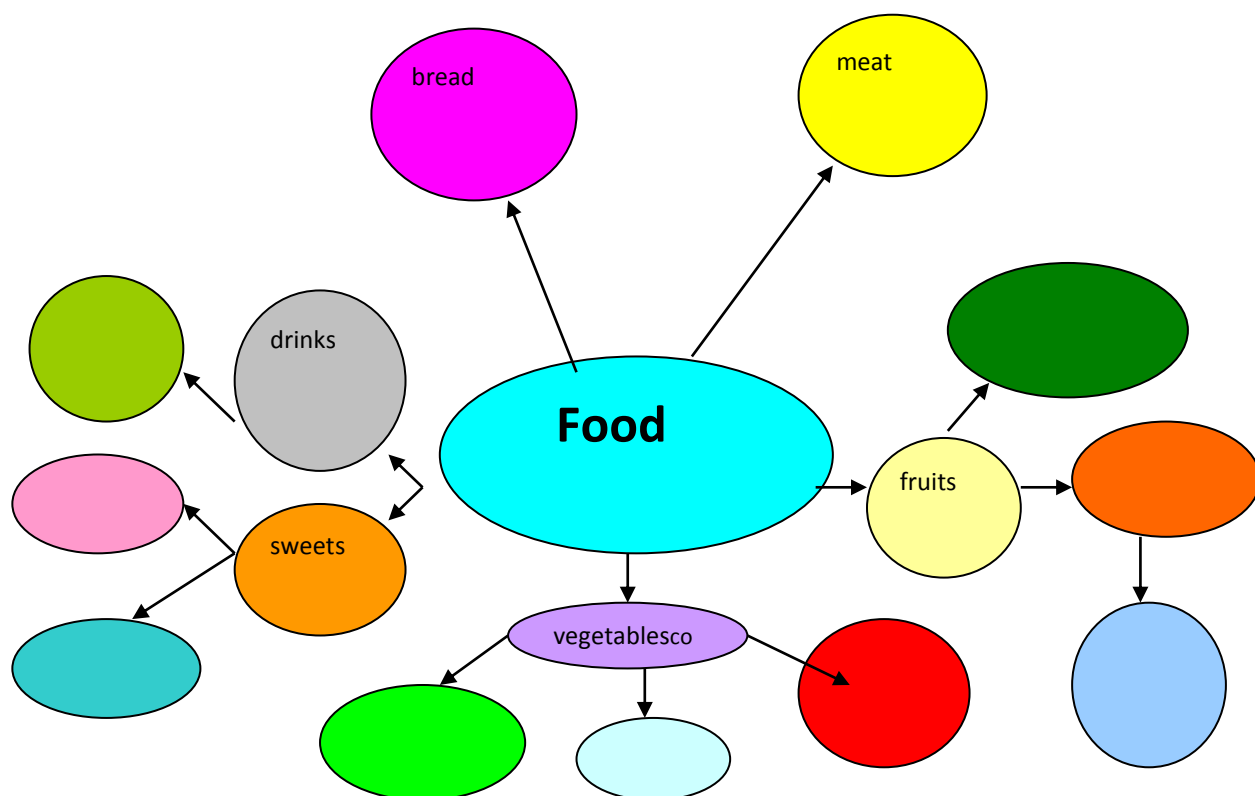 bread
meat
drinks
Food
fruits
sweets
vegetablesco